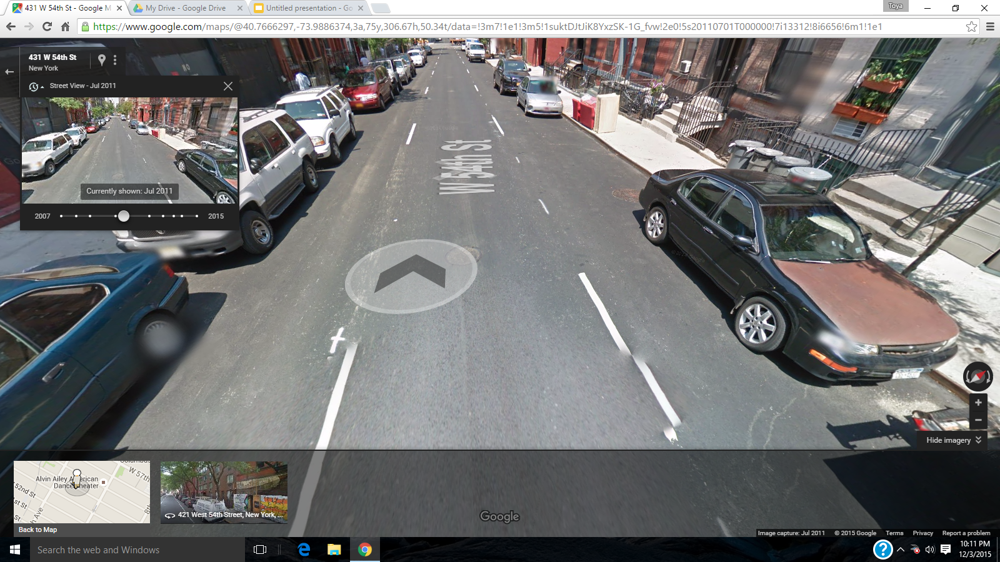 431 W 54th St - Google M
My Drive - Google Drive
Untitled presentation - Go
Toya
https://www.google.com/maps/@40.7666297,-73.9886374,3a,75y,306.67h,50.34t/data=!3m7!1e1!3m5!1suktDJtJiK8YxzSK-1G_fvw!2e0!5s20110701T000000!7i13312!8i6656!6m1!1e1
431 W 54th St
New York
Street View - Jul 2011
Currently shown: Jul 2011
2007
2015
W 54th St
Hide imagery
Columbus
W 57th
Alvin Ailey American
Dance Theater
52nd St
st St
St
h Ave
8th
Back to Map
421 West 54th Street, New York, ...
Google
Image capture: Jul 2011
© 2015 Google
Terms
Privacy
Report a problem
Search the web and Windows
10:11 PM
12/3/2015